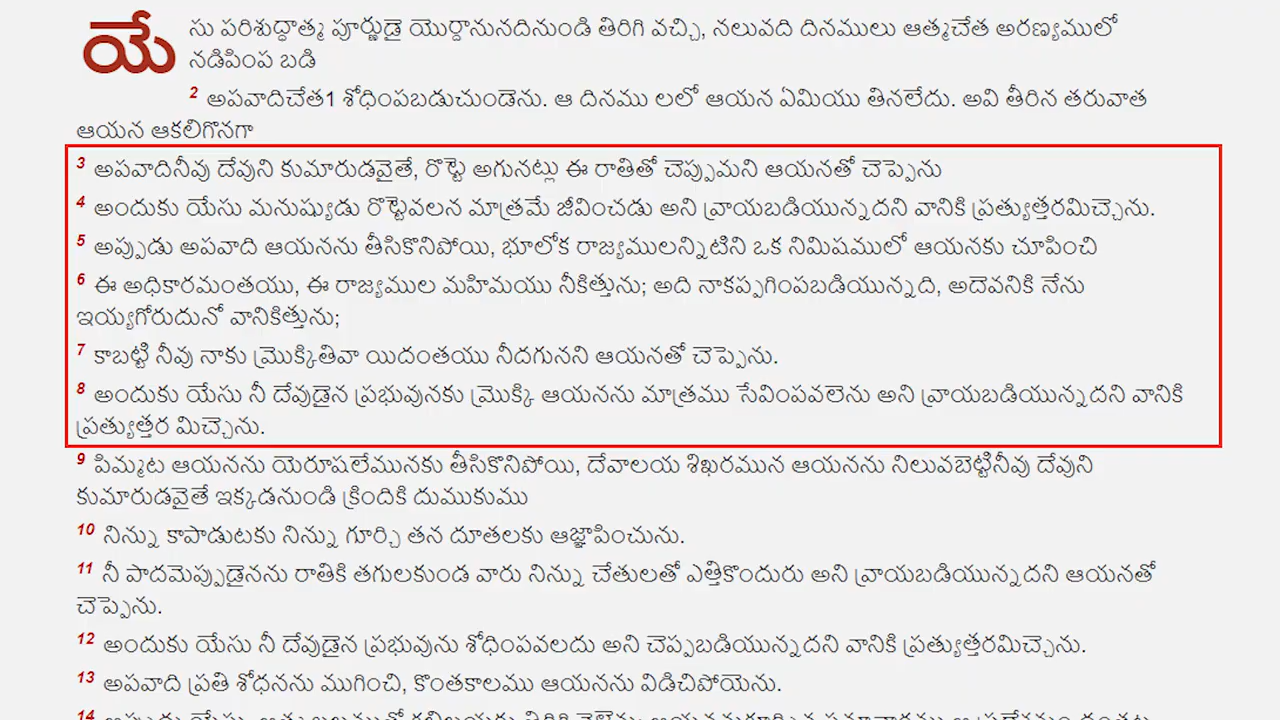 యేసు పరిశుద్ధాత్మ పూర్ణుడై యొర్దానునదినుండి తిరిగి వచ్చి, నలువది దినములు ఆత్మచేత అరణ్యములో
నడిపింప బడి
2 అపవాదిచేత1 శోధింపబడుచుండెను. ఆ దినము లలో ఆయన ఏమియు తినలేదు. అవి తీరిన తరువాత
ఆయన ఆకలిగొనగా
3 అపవాదినీవు దేవుని కుమారుడవైతే, రొట్టె అగునట్లు ఈ రాతితో చెప్పుమని ఆయనతో చెప్పెను
4 అందుకు యేసు మనుష్యుడు రొట్టెవలన మాత్రమే జీవించడు అని వ్రాయబడియున్నదని వానికి ప్రత్యుత్తరమిచ్చెను.
5 అప్పుడు అపవాది ఆయనను తీసికొనిపోయి, భూలోక రాజ్యములన్నిటిని ఒక నిమిషములో ఆయనకు చూపించి
6 ఈ అధికారమంతయు, ఈ రాజ్యముల మహిమయు నీకిత్తును; అది నాకప్పగింపబడియున్నది, అదెవనికి నేను
ఇయ్యగోరుదునో వానికిత్తును;
7 కాబట్టి నీవు నాకు మ్రొక్కితివా యిదంతయు నీదగునని ఆయనతో చెప్పెను.
8 అందుకు యేసు నీ దేవుడైన ప్రభువునకు మ్రొక్కి ఆయనను మాత్రము సేవింపవలెను అని వ్రాయబడియున్నదని వానికి
ప్రత్యుత్తర మిచ్చెను.
9 పిమ్మట ఆయనను యెరూషలేమునకు తీసికొనిపోయి, దేవాలయ శిఖరమున ఆయనను నిలువబెట్టినీవు దేవుని
కుమారుడవైతే ఇక్కడనుండి క్రిందికి దుముకుము
10 నిన్ను కాపాడుటకు నిన్ను గూర్చి తన దూతలకు ఆజ్ఞాపించును.
11 నీ పాదమెప్పుడైనను రాతికి తగులకుండ వారు నిన్ను చేతులతో ఎత్తికొందురు అని వ్రాయబడియున్నదని ఆయనతో
చెప్పెను.
12 అందుకు యేసు నీ దేవుడైన ప్రభువును శోధింపవలదు అని చెప్పబడియున్నదని వానికి ప్రత్యుత్తరమిచ్చెను.
13 అపవాది ప్రతి శోధనను ముగించి, కొంతకాలము ఆయనను విడిచిపోయెను.
14